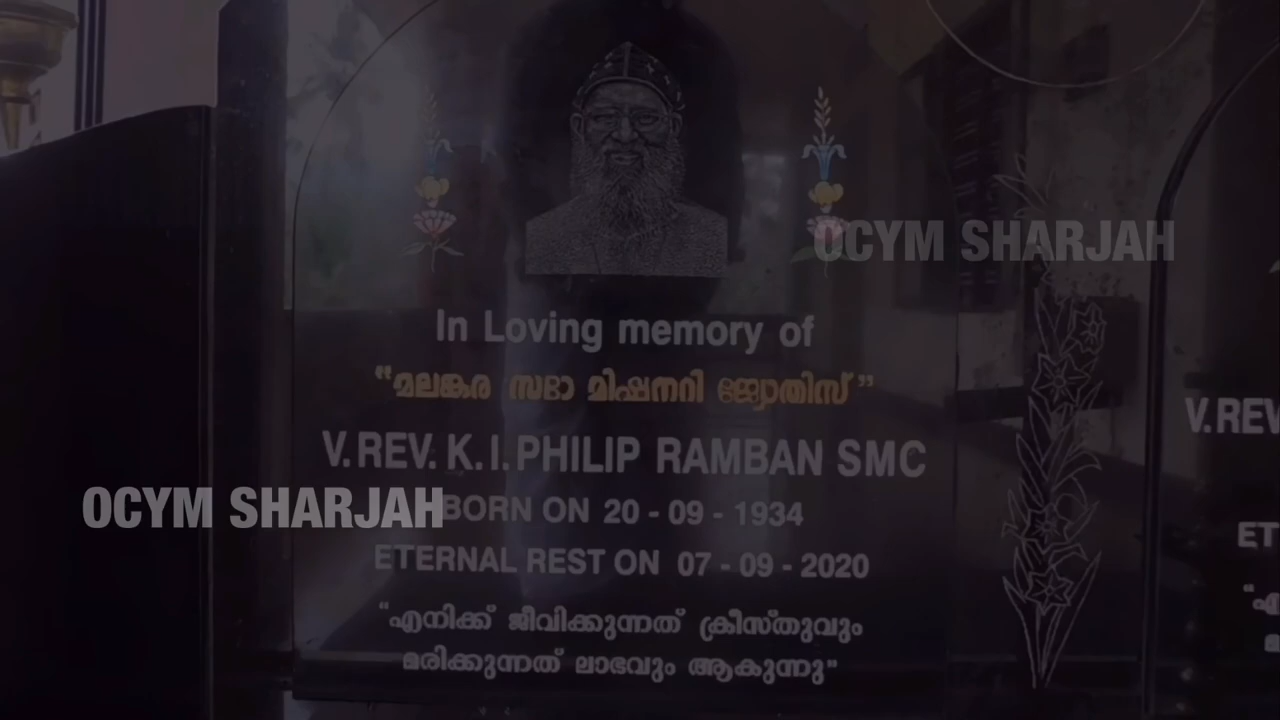 OCYM SHARJAH
In Loving memory of
“മലങ്കര സഭാ മിഷനറി ജ്യോതിസ്”
V. REV. K. I. PHILIP RAMBAN SMC
OCYM SHARJAH
BORN ON 20 - 09 - 1934
ETERNAL REST ON 07 - 09 - 2020
“എനിക്ക് ജീവിക്കുന്നത് ക്രീസ്തുവും
മരിക്കുന്നത് ലാഭവും ആകുന്നു”
V. REV